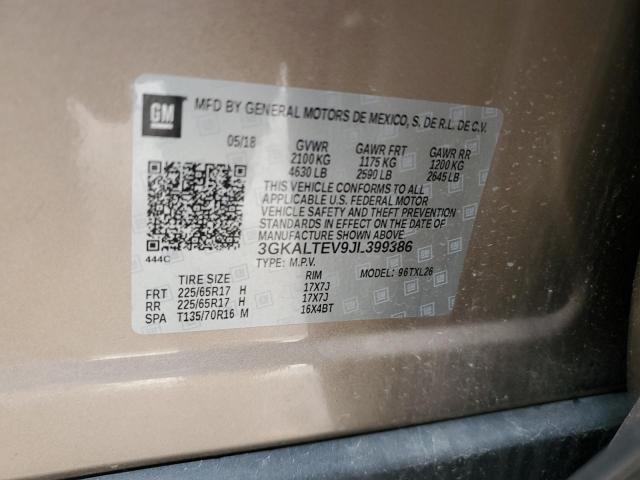 GM
MFD BY GENERAL MOTORS DE MEXICO, S. DE R.L. DE C.V.
05/18 GVWR GAWR FRT GAWR RR
2100 KG 1175 KG 1200 KG
4630 LB 2590 LB 2645 LB
THIS VEHICLE CONFORMS TO ALL
APPLICABLE U.S. FEDERAL MOTOR
VEHICLE SAFETY AND THEFT PREVENTION
STANDARDS IN EFFECT ON THE DATE OF
MANUFACTURE SHOWN ABOVE.
444C 3GKALTEV9JL399386
TYPE: M.P.V. MODEL: 96TXL26
TIRE SIZE RIM
FRT 225/65R17 H 17X7J
RR 225/65R17 H 17X7J
SPA T135/70R16 M 16X4BT